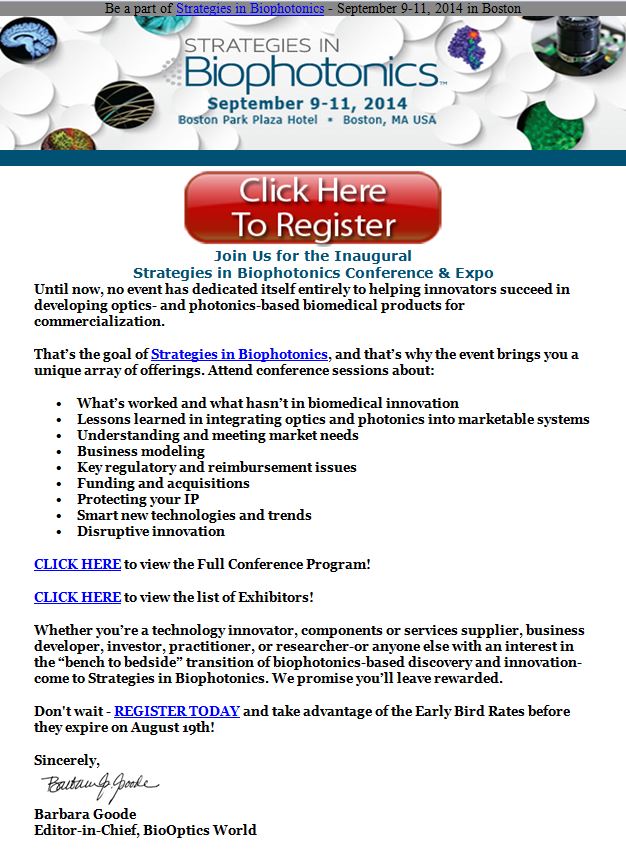 Be a part of Strategies in Biophotonics - September 9-11, 2014 in Boston
STRATEGIES IN
Biophotonics™
September 9-11, 2014
Boston Park Plaza Hotel • Boston, MA USA
Click Here
To Register
Join Us for the Inaugural
Strategies in Biophotonics Conference & Expo
Until now, no event has dedicated itself entirely to helping innovators succeed in
developing optics- and photonics-based biomedical products for
commercialization.
That’s the goal of Strategies in Biophotonics, and that’s why the event brings you a
unique array of offerings. Attend conference sessions about:
• What’s worked and what hasn’t in biomedical innovation
• Lessons learned in integrating optics and photonics into marketable systems
• Understanding and meeting market needs
• Business modeling
• Key regulatory and reimbursement issues
• Funding and acquisitions
• Protecting your IP
• Smart new technologies and trends
• Disruptive innovation
CLICK HERE to view the Full Conference Program!
CLICK HERE to view the list of Exhibitors!
Whether you’re a technology innovator, components or services supplier, business
developer, investor, practitioner, or researcher-or anyone else with an interest in
the “bench to bedside” transition of biophotonics-based discovery and innovation-
come to Strategies in Biophotonics. We promise you’ll leave rewarded.
Don't wait - REGISTER TODAY and take advantage of the Early Bird Rates before
they expire on August 19th!
Sincerely,
Barbara G. Goode
Barbara Goode
Editor-in-Chief, BioOptics World